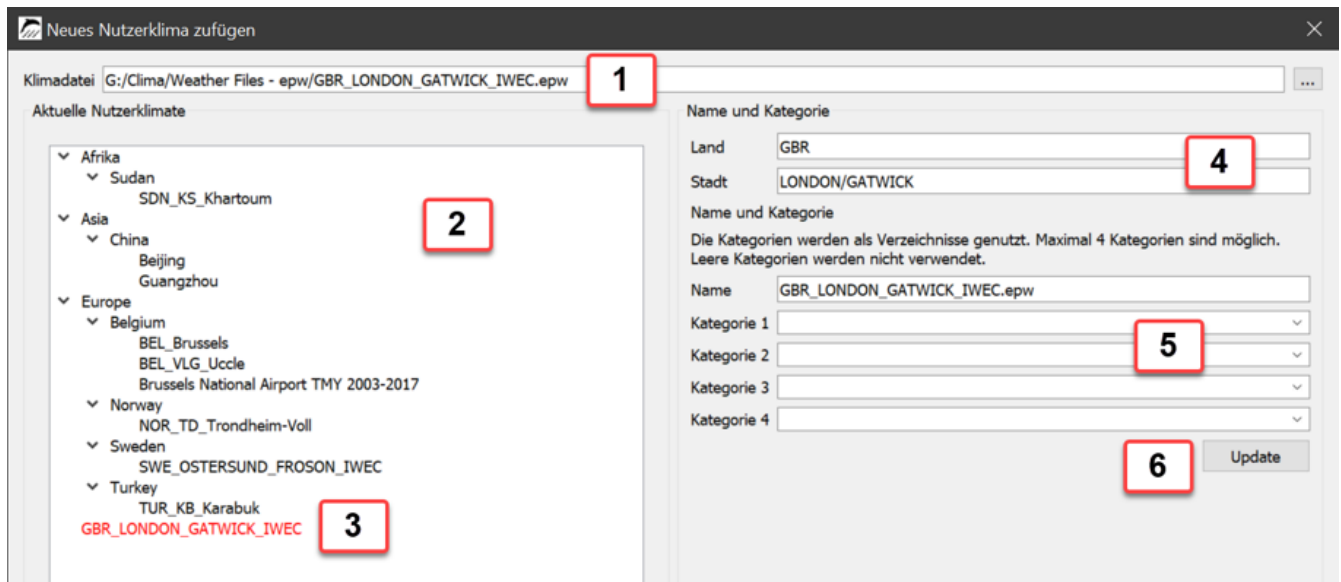 Neues Nutzerklima zufügen
Klimadatei G:/Clima/Weather Files - epw/GBR_LONDON_GATWICK_IWEC.epw
1
...
Aktuelle Nutzerklimate
Afrika
Sudan
SDN_KS_Khartoum
Asia
China
Beijing
Guangzhou
Europe
Belgium
BEL_Brussels
BEL_VLG_Uccle
Brussels National Airport TMY 2003-2017
Norway
NOR_TD_Trondheim-Voll
Sweden
SWE_OSTERSUND_FROSON_IWEC
Turkey
TUR_KB_Karabuk
GBR_LONDON_GATWICK_IWEC
2
3
Name und Kategorie
Land GBR
Stadt LONDON/GATWICK
4
Name und Kategorie
Die Kategorien werden als Verzeichnisse genutzt. Maximal 4 Kategorien sind möglich.
Leere Kategorien werden nicht verwendet.
Name GBR_LONDON_GATWICK_IWEC.epw
Kategorie 1
Kategorie 2
Kategorie 3
Kategorie 4
5
6
Update